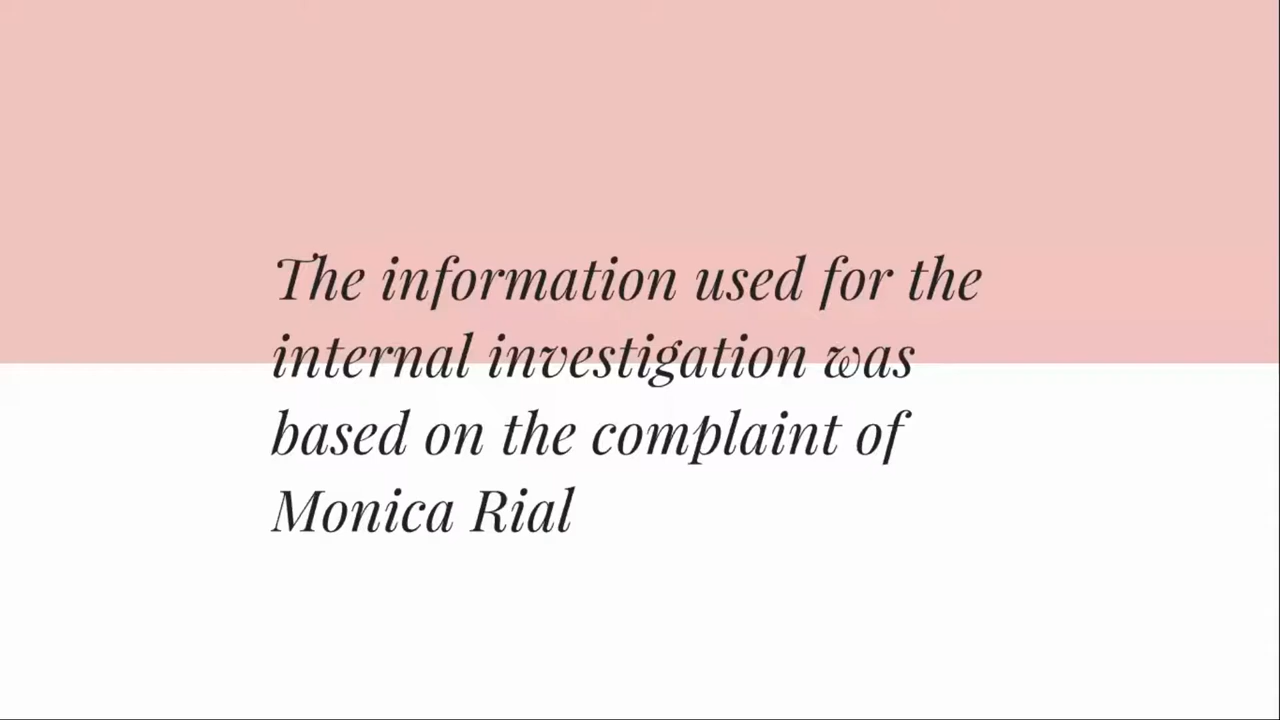 The information used for the
internal investigation was
based on the complaint of
Monica Rial